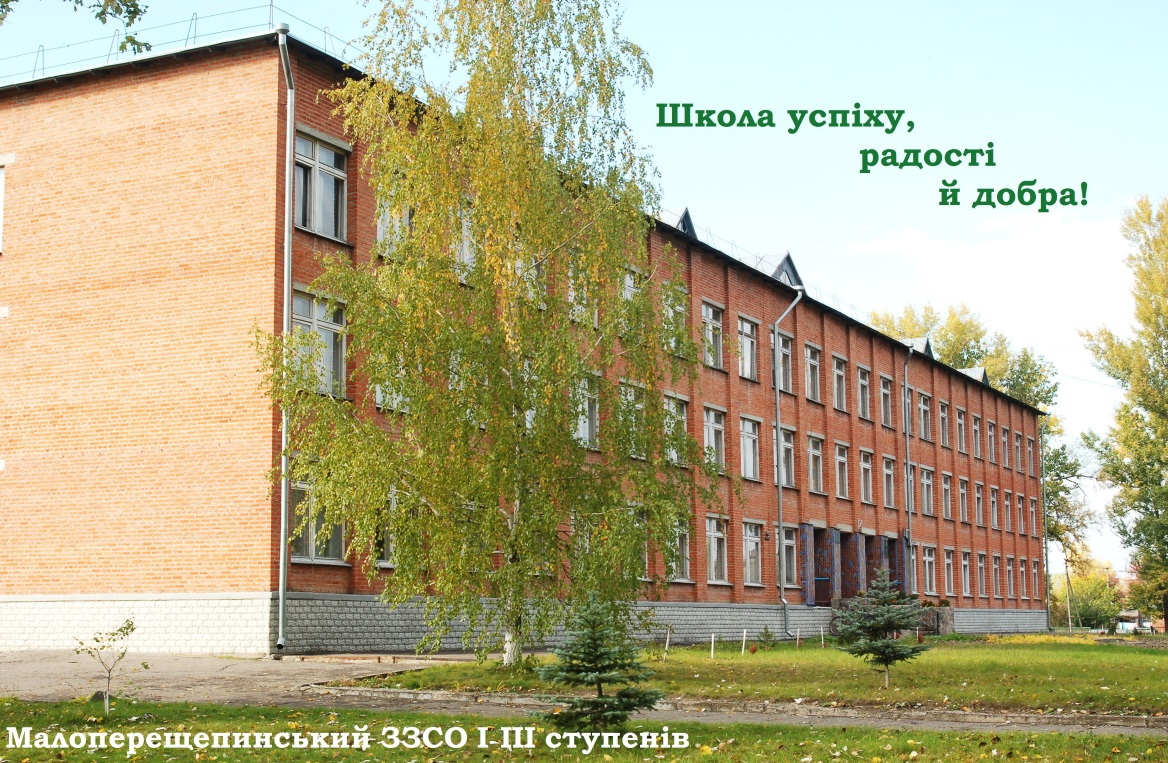 Школа успіху,
радості
й добра!
Малоперещепинський ЗЗСО І-ІІІ ступенів